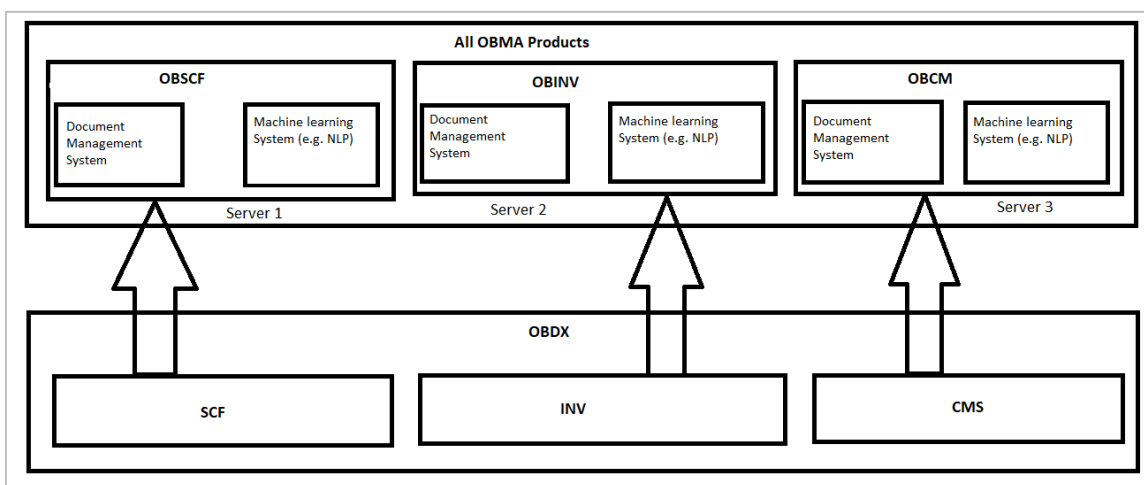 All OBMA Products
OBSCF
Document
Management
System
Machine learning
System (e.g. NLP)
Server 1
OBINV
Document
Management
System
Machine learning
System (e.g. NLP)
Server 2
OBCM
Document
Management
System
Machine learning
System (e.g. NLP)
Server 3
OBDX
SCF
INV
CMS